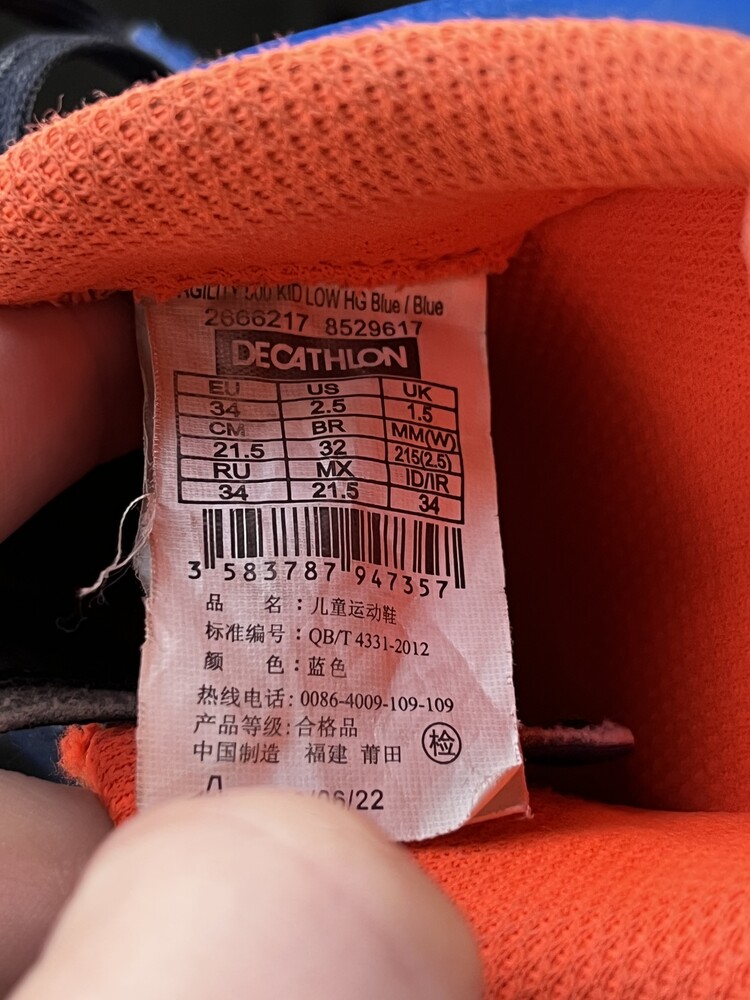 KID LOW HG Blue / Blue
2666217 8529617
DECATHLON
EU US UK
34 2.5 1.5
CM BR MM(W)
21.5 32 215(2.5)
RU MX ID/IR
34 21.5 34
3 583787 947357
品 名：儿童运动鞋
标准编号：QB/T 4331-2012
颜 色：蓝色
热线电话: 0086-4009-109-109
产品等级: 合格品
中国制造 福建 莆田 检
/06/22